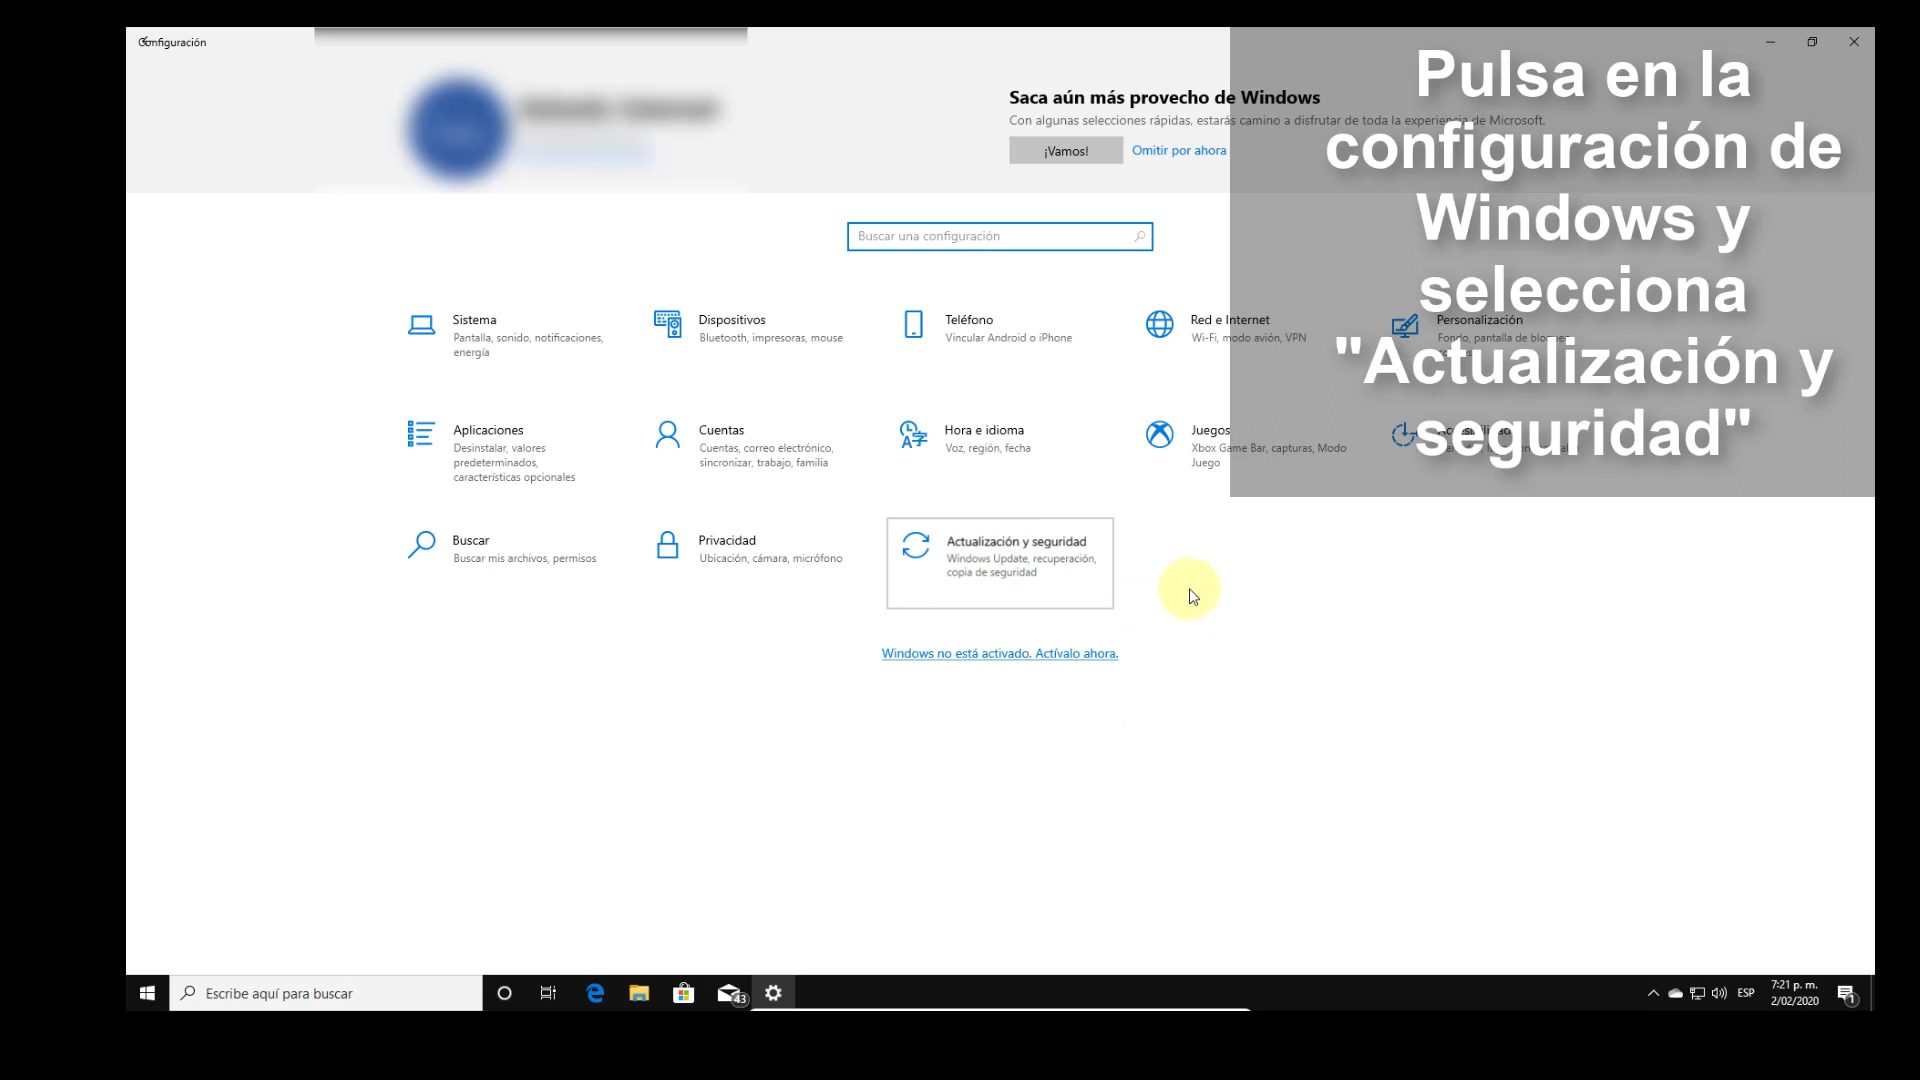 Configuración
Saca aún más provecho de Windows
Con algunas selecciones rápidas, estarás camino a disfrutar de toda la experiencia de Microsoft.
¡Vamos!
Omitir por ahora
Pulsa en la
configuración de
Windows y
selecciona
"Actualización y
seguridad"
Buscar una configuración
Sistema
Pantalla, sonido, notificaciones,
energía
Dispositivos
Bluetooth, impresoras, mouse
Teléfono
Vincular Android o iPhone
Red e Internet
Wi-Fi, modo avión, VPN
Personalización
Fondo, pantalla de bloqueo,
Aplicaciones
Desinstalar, valores
predeterminados,
características opcionales
Cuentas
Cuentas, correo electrónico,
sincronizar, trabajo, familia
Hora e idioma
Voz, región, fecha
Juegos
Xbox Game Bar, capturas, Modo
Juego
Buscar
Buscar mis archivos, permisos
Privacidad
Ubicación, cámara, micrófono
Actualización y seguridad
Windows Update, recuperación,
copia de seguridad
Windows no está activado. Actívalo ahora.
Escribe aquí para buscar
43
ESP
7:21 p. m.
2/02/2020
1